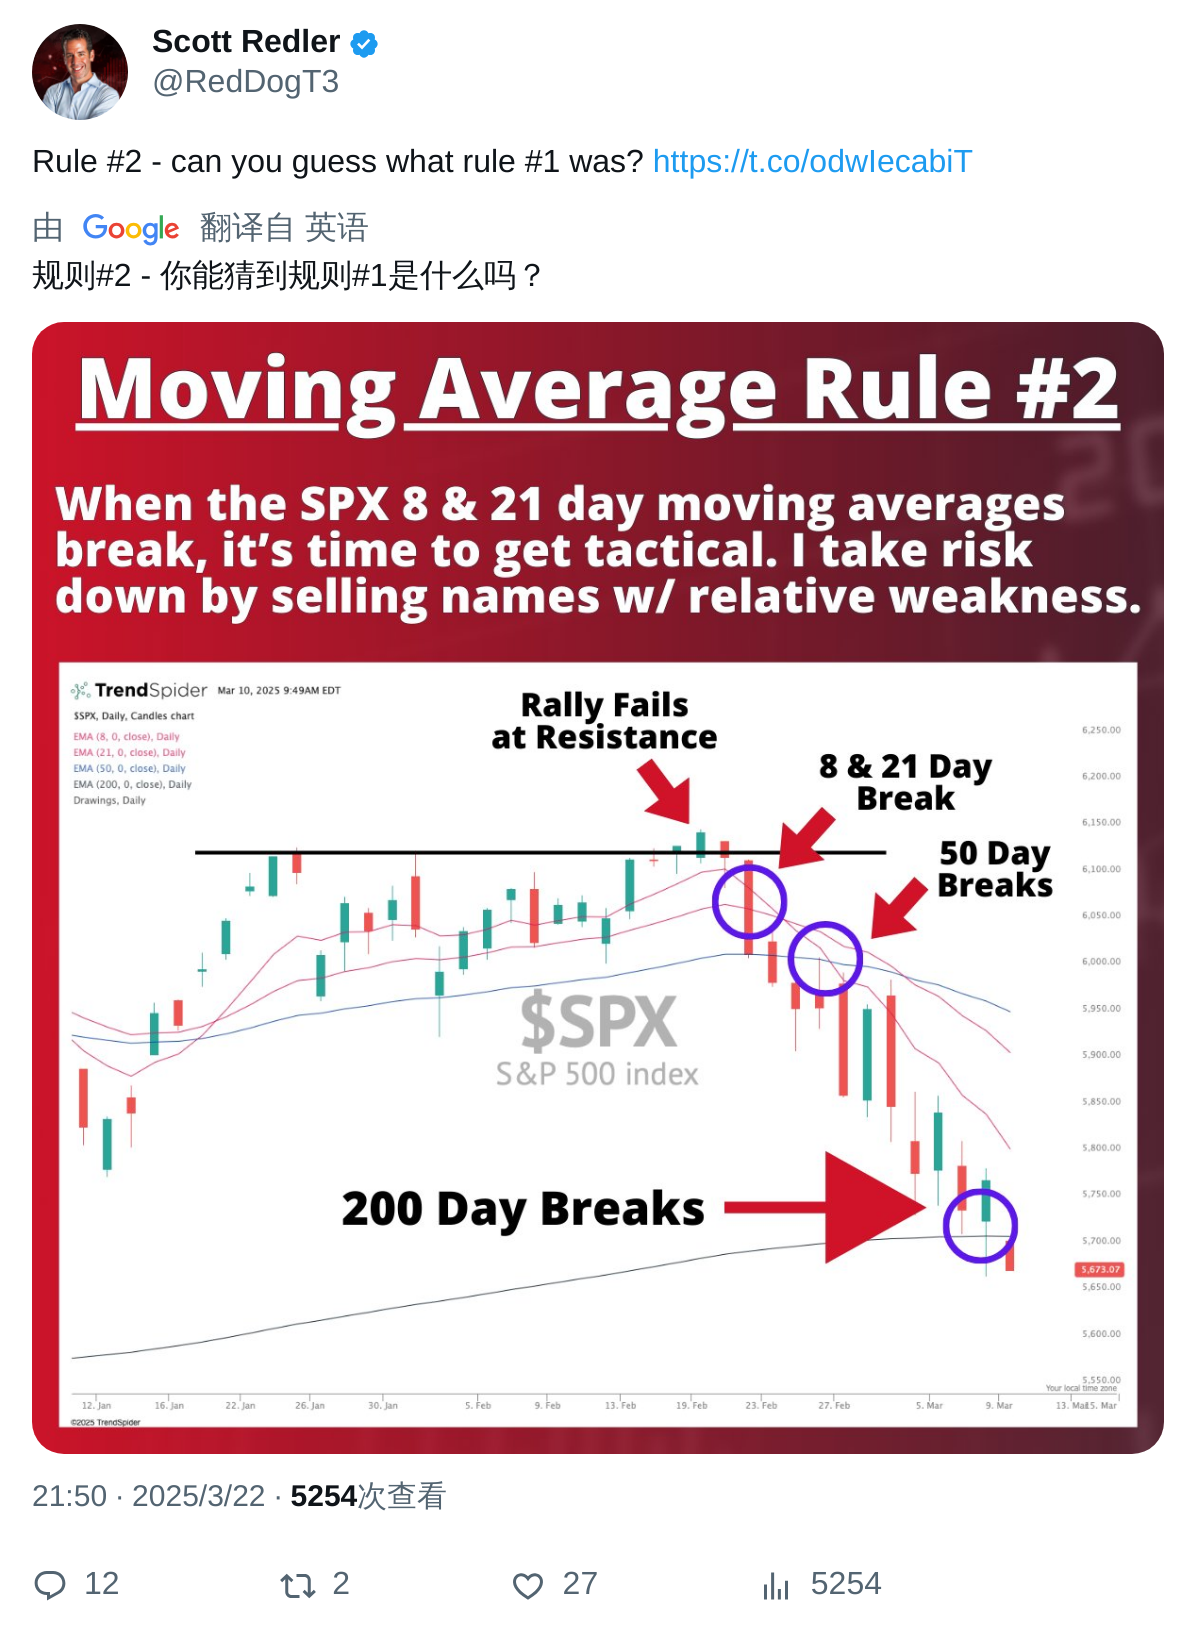 Scott Redler
@RedDogT3
Rule #2 - can you guess what rule #1 was? https://t.co/odwIecabiT
由 Google 翻译自 英语
规则#2 - 你能猜到规则#1是什么吗？
Moving Average Rule #2
When the SPX 8 & 21 day moving averages
break, it's time to get tactical. I take risk
down by selling names w/ relative weakness.
TrendSpider Mar 10, 2025 9:49AM EDT
$SPX, Daily, Candles chart
EMA (8, 0, close), Daily
EMA (21, 0, close), Daily
EMA (50, 0, close), Daily
EMA (200, 0, close), Daily
Drawings, Daily
Rally Fails
at Resistance
8 & 21 Day
Break
50 Day
Breaks
$SPX
S&P 500 index
200 Day Breaks
6,250.00
6,200.00
6,150.00
6,100.00
6,050.00
6,000.00
5,950.00
5,900.00
5,850.00
5,800.00
5,750.00
5,700.00
5,673.07
5,650.00
5,600.00
5,550.00
Your local time zone
12. Jan 16. Jan 22. Jan 26. Jan 30. Jan 5. Feb 9. Feb 13. Feb 19. Feb 23. Feb 27. Feb 5. Mar 9. Mar 13. Mar 15. Mar
©2025 TrendSpider
21:50 · 2025/3/22 · 5254次查看
12 2 27 5254